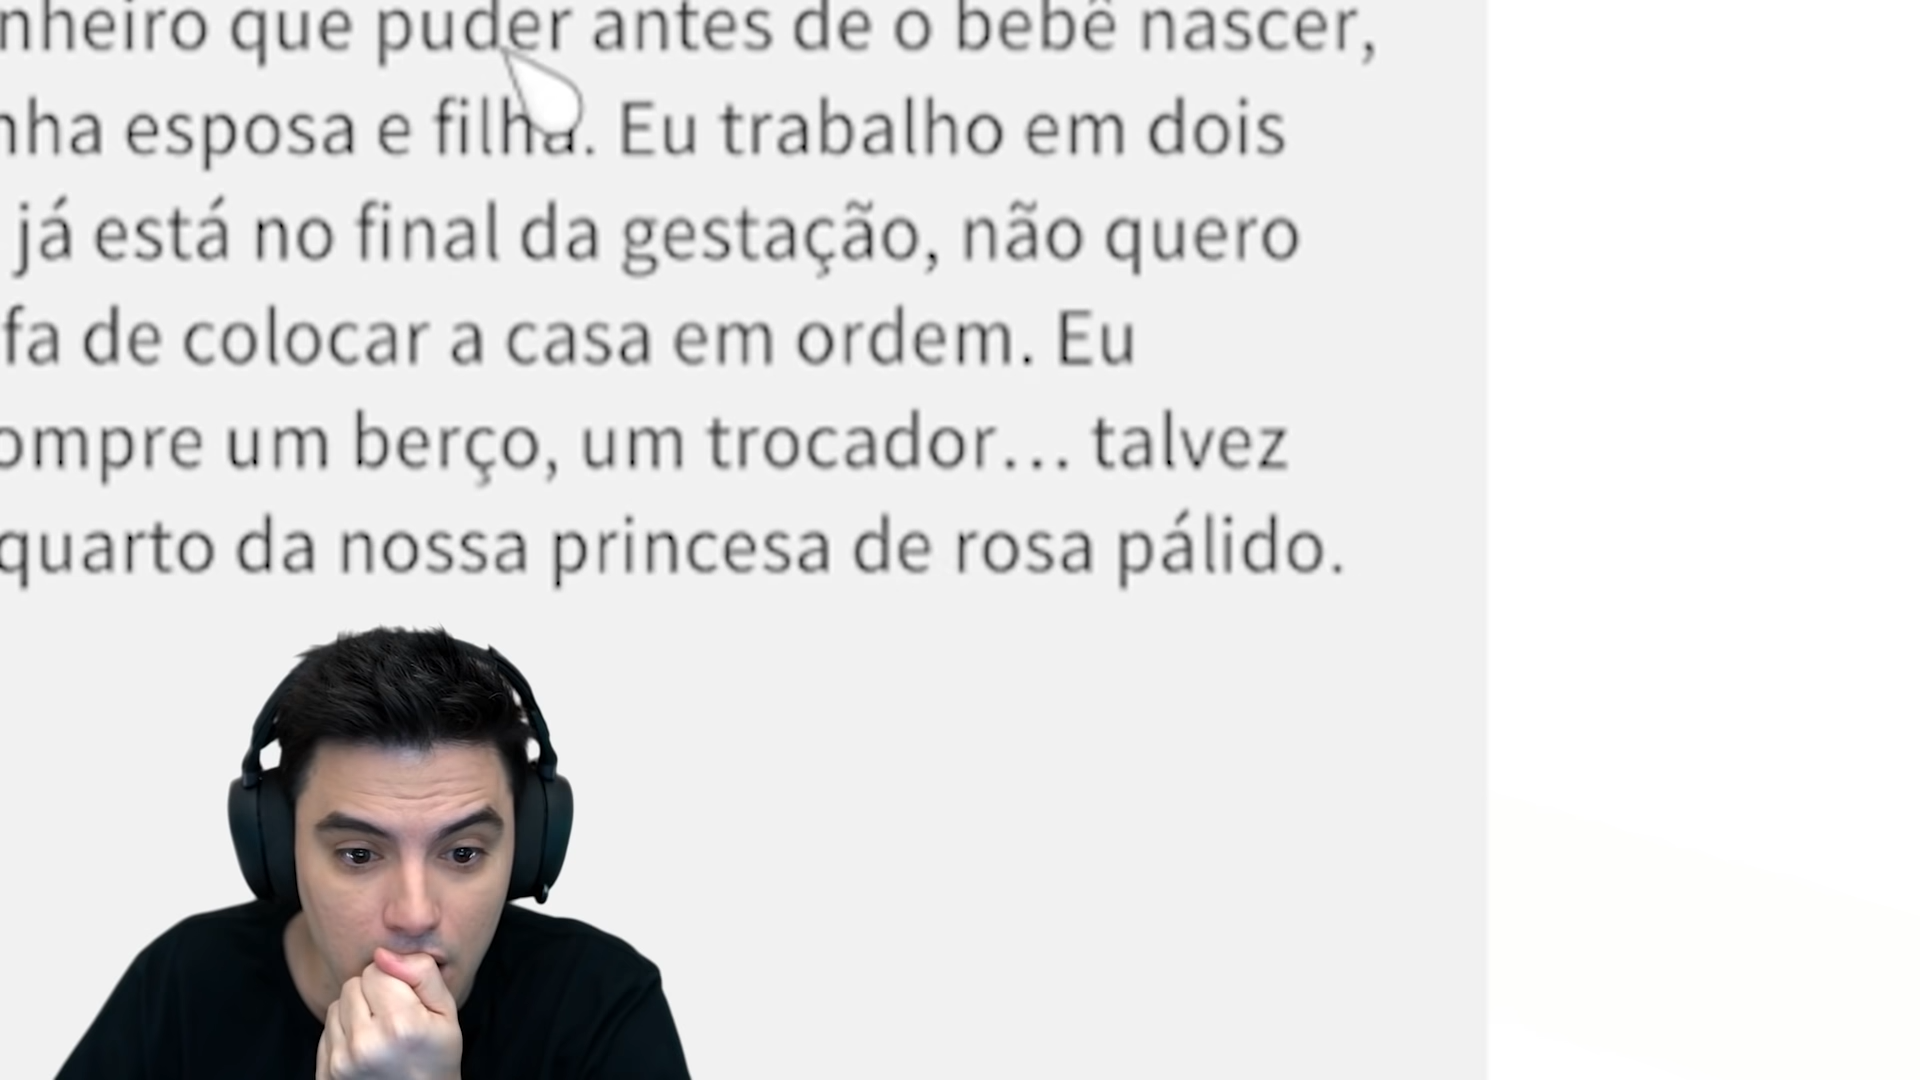 nheiro que puder antes de o bebê nascer,
nha esposa e filha. Eu trabalho em dois
já está no final da gestação, não quero
fa de colocar a casa em ordem. Eu
ompre um berço, um trocador… talvez
quarto da nossa princesa de rosa pálido.